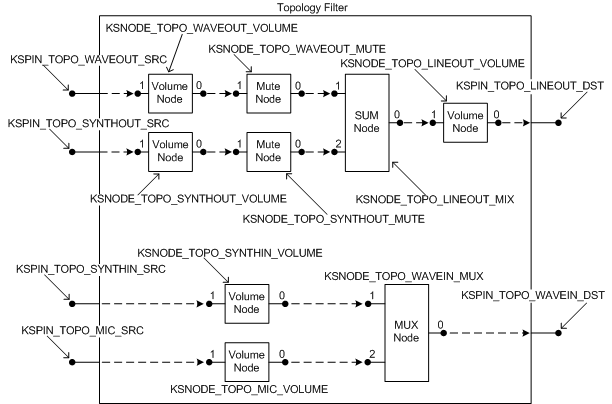 Topology Filter
KSNODE_TOPO_WAVEOUT_VOLUME
KSNODE_TOPO_WAVEOUT_MUTE
KSPIN_TOPO_WAVEOUT_SRC
KSNODE_TOPO_LINEOUT_VOLUME
KSPIN_TOPO_LINEOUT_DST
1 Volume Node 0
1 Mute Node 0
1
KSPIN_TOPO_SYNTHOUT_SRC
SUM Node
0
1 Volume Node 0
1 Volume Node 0
1 Mute Node 0
2
KSNODE_TOPO_SYNTHOUT_VOLUME
KSNODE_TOPO_LINEOUT_MIX
KSNODE_TOPO_SYNTHOUT_MUTE
KSNODE_TOPO_SYNTHIN_VOLUME
KSPIN_TOPO_SYNTHIN_SRC
KSNODE_TOPO_WAVEIN_MUX
KSPIN_TOPO_WAVEIN_DST
1 Volume Node 0
1
KSPIN_TOPO_MIC_SRC
MUX Node
0
1 Volume Node 0
2
KSNODE_TOPO_MIC_VOLUME